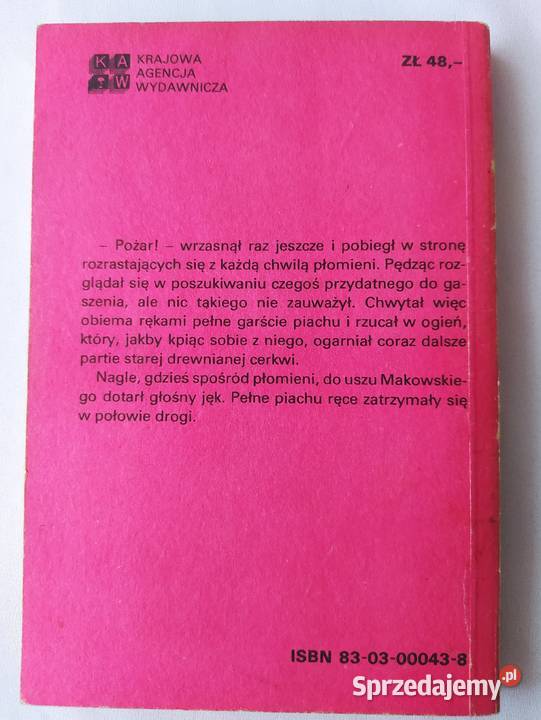 KRAJOWA
AGENCJA
WYDAWNICZA
KAW
ZŁ 48,–
– Pożar! – wrzasnął raz jeszcze i pobiegł w stronę
rozrastających się z każdą chwilą płomieni. Pędząc roz-
glądał się w poszukiwaniu czegoś przydatnego do ga-
szenia, ale nic takiego nie zauważył. Chwytał więc
obiema rękami pełne garście piachu i rzucał w ogień,
który, jakby kpiąc sobie z niego, ogarniał coraz dalsze
partie starej drewnianej cerkwi.
Nagle, gdzieś spośród płomieni, do uszu Makowskie-
go dotarł głośny jęk. Pełne piachu ręce zatrzymały się
w połowie drogi.
ISBN 83-03-00043-8
Sprzedajemy.pl